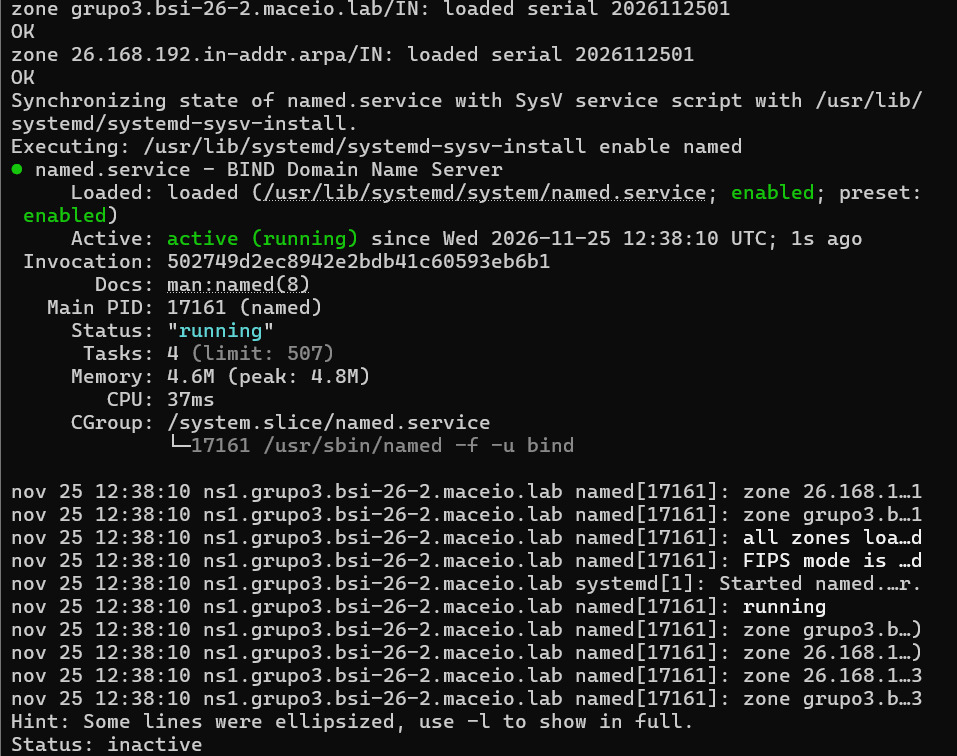 zone grupo3.bsi-26-2.maceio.lab/IN: loaded serial 2026112501
OK
zone 26.168.192.in-addr.arpa/IN: loaded serial 2026112501
OK
Synchronizing state of named.service with SysV service script with /usr/lib/
systemd/systemd-sysv-install.
Executing: /usr/lib/systemd/systemd-sysv-install enable named
● named.service - BIND Domain Name Server
     Loaded: loaded (/usr/lib/systemd/system/named.service; enabled; preset:
 enabled)
     Active: active (running) since Wed 2026-11-25 12:38:10 UTC; 1s ago
 Invocation: 502749d2ec8942e2bdb41c60593eb6b1
       Docs: man:named(8)
   Main PID: 17161 (named)
     Status: "running"
      Tasks: 4 (limit: 507)
     Memory: 4.6M (peak: 4.8M)
        CPU: 37ms
     CGroup: /system.slice/named.service
             └─17161 /usr/sbin/named -f -u bind
nov 25 12:38:10 ns1.grupo3.bsi-26-2.maceio.lab named[17161]: zone 26.168.1…1
nov 25 12:38:10 ns1.grupo3.bsi-26-2.maceio.lab named[17161]: zone grupo3.b…1
nov 25 12:38:10 ns1.grupo3.bsi-26-2.maceio.lab named[17161]: all zones loa…d
nov 25 12:38:10 ns1.grupo3.bsi-26-2.maceio.lab named[17161]: FIPS mode is …d
nov 25 12:38:10 ns1.grupo3.bsi-26-2.maceio.lab systemd[1]: Started named.…r.
nov 25 12:38:10 ns1.grupo3.bsi-26-2.maceio.lab named[17161]: running
nov 25 12:38:10 ns1.grupo3.bsi-26-2.maceio.lab named[17161]: zone grupo3.b…)
nov 25 12:38:10 ns1.grupo3.bsi-26-2.maceio.lab named[17161]: zone 26.168.1…)
nov 25 12:38:10 ns1.grupo3.bsi-26-2.maceio.lab named[17161]: zone 26.168.1…3
nov 25 12:38:10 ns1.grupo3.bsi-26-2.maceio.lab named[17161]: zone grupo3.b…3
Hint: Some lines were ellipsized, use -l to show in full.
Status: inactive